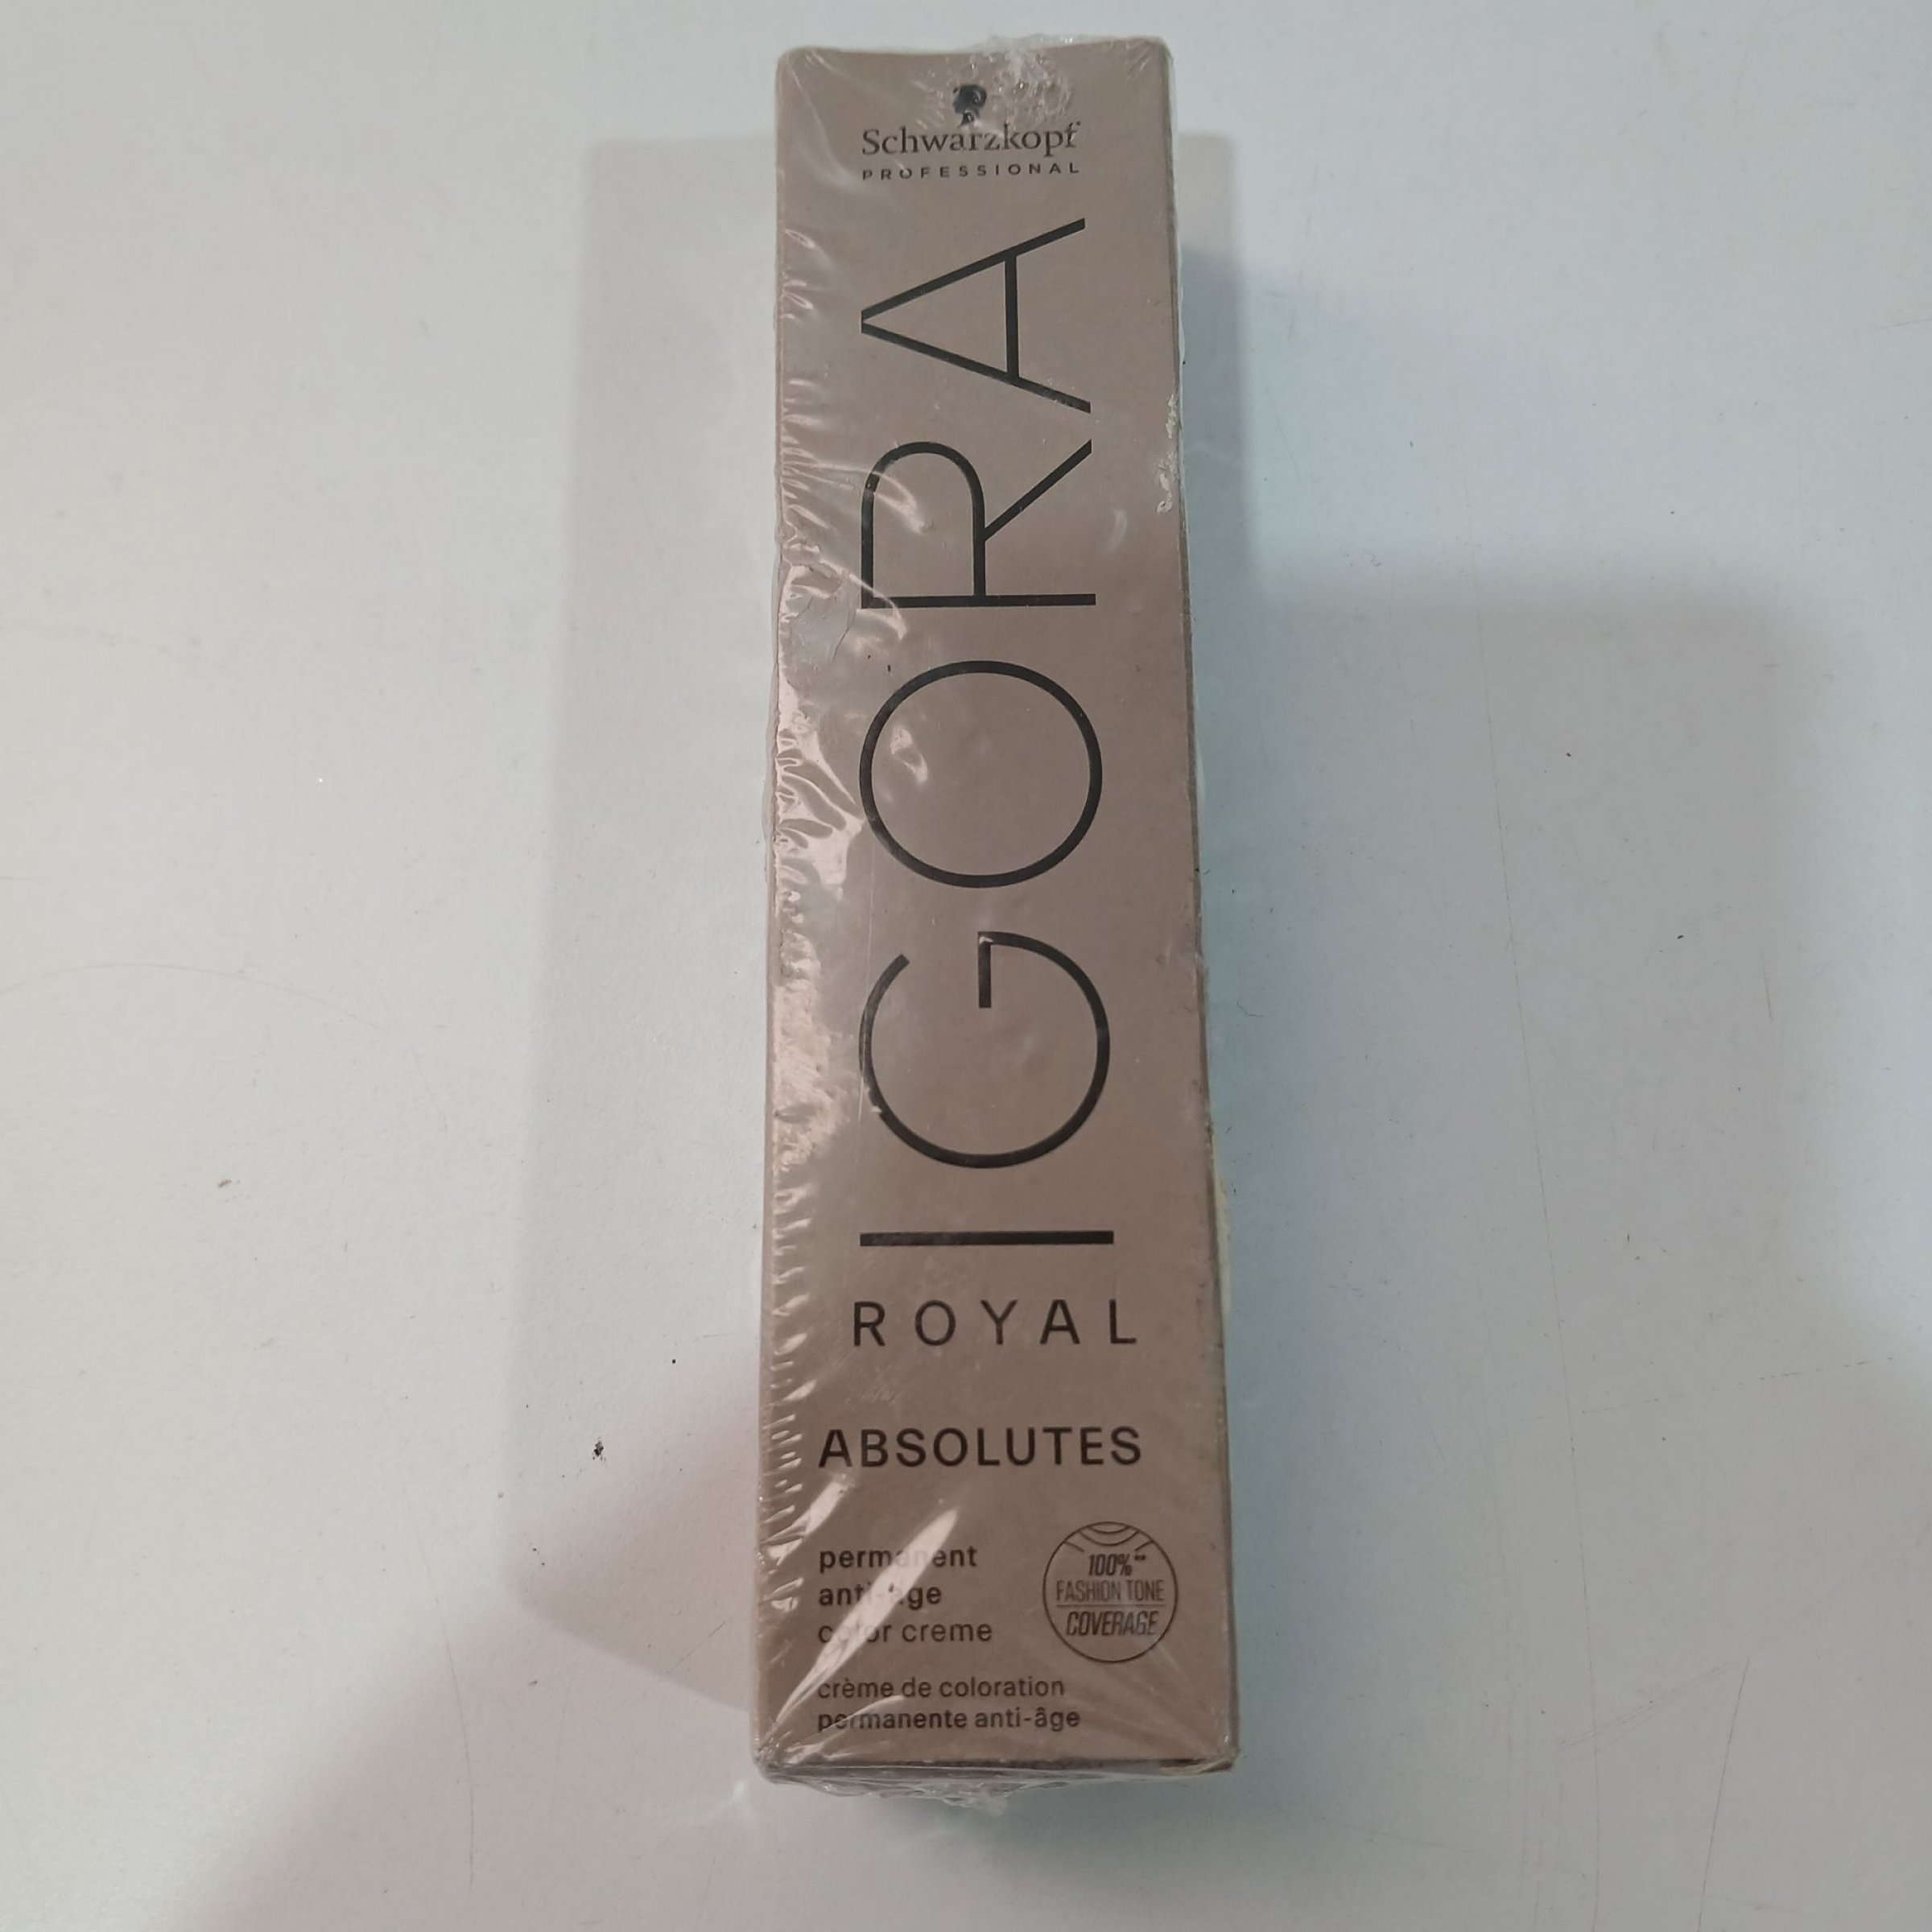 Schwarzkopf
PROFESSIONAL
IGORA
ROYAL
ABSOLUTES
permanent
anti-age
color creme
100%**
FASHION TONE
COVERAGE
crème de coloration
permanente anti-âge